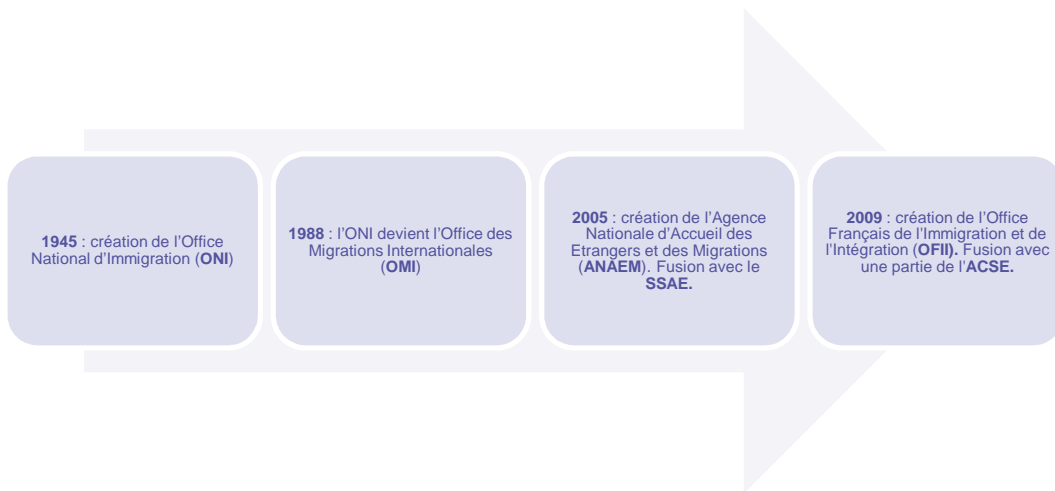 1945 : création de l'Office
National d'Immigration (ONI)
1988 : l'ONI devient l'Office des
Migrations Internationales
(OMI)
2005 : création de l'Agence
Nationale d'Accueil des
Etrangers et des Migrations
(ANAEM). Fusion avec le
SSAE.
2009 : création de l'Office
Français de l'Immigration et de
l'Intégration (OFII). Fusion avec
une partie de l'ACSE.